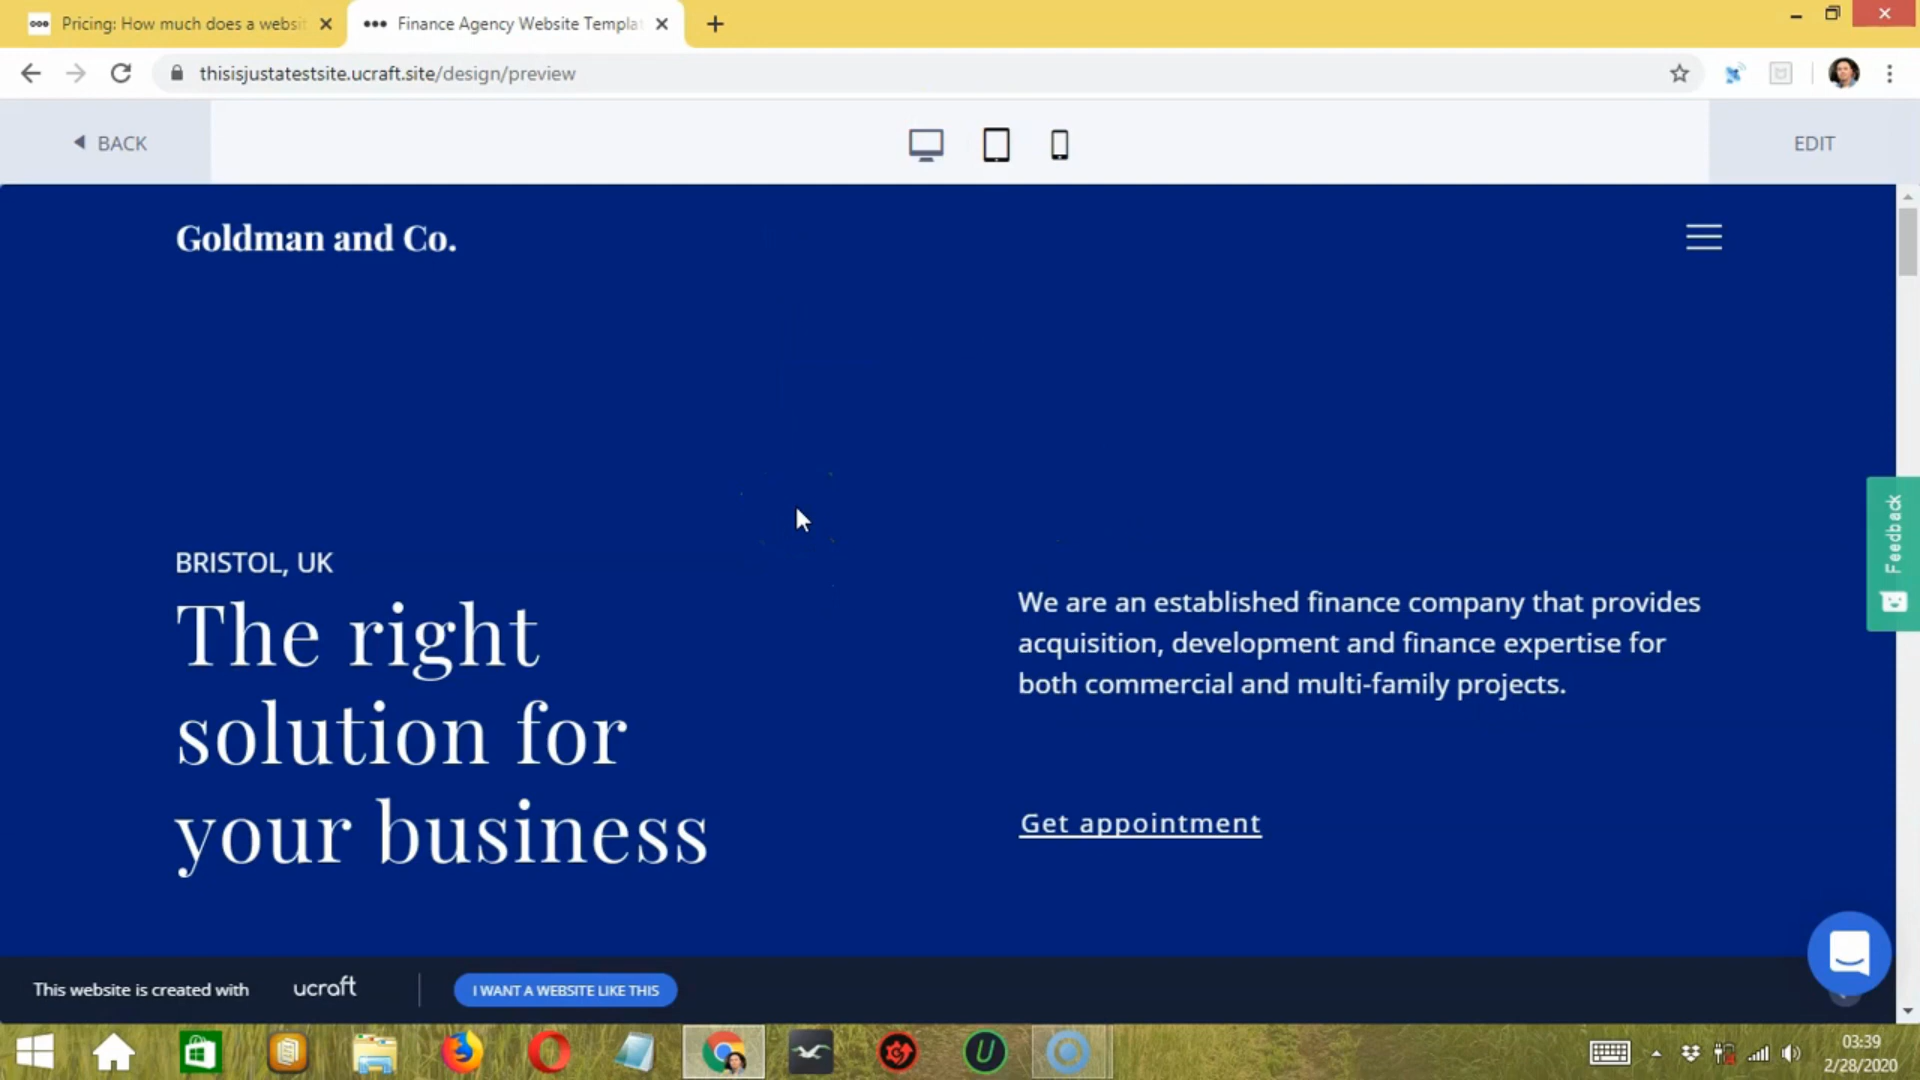 Pricing: How much does a websi
Finance Agency Website Templa
thisisjustatestsite.ucraft.site/design/preview
BACK
EDIT
Goldman and Co.
BRISTOL, UK
The right
solution for
your business
We are an established finance company that provides
acquisition, development and finance expertise for
both commercial and multi-family projects.
Get appointment
Feedback
This website is created with
ucraft
I WANT A WEBSITE LIKE THIS
03:39
2/28/2020